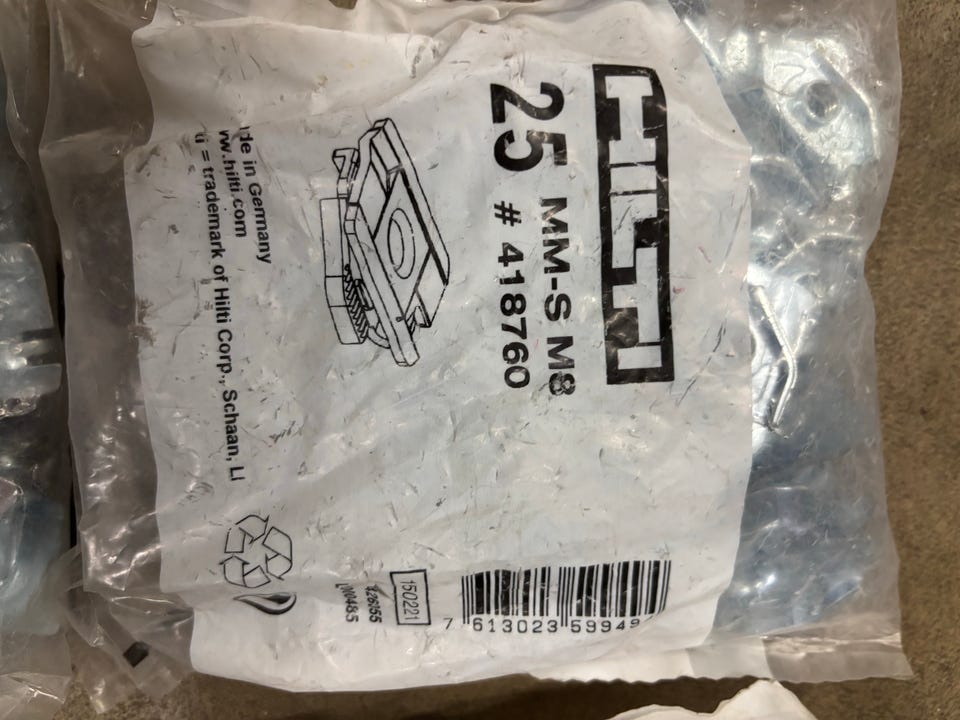 HILTI
25 MM-S M8
# 418760
de in Germany
w.hilti.com
= trademark of Hilti Corp., Schaan, LI
150221
7 613023 59949